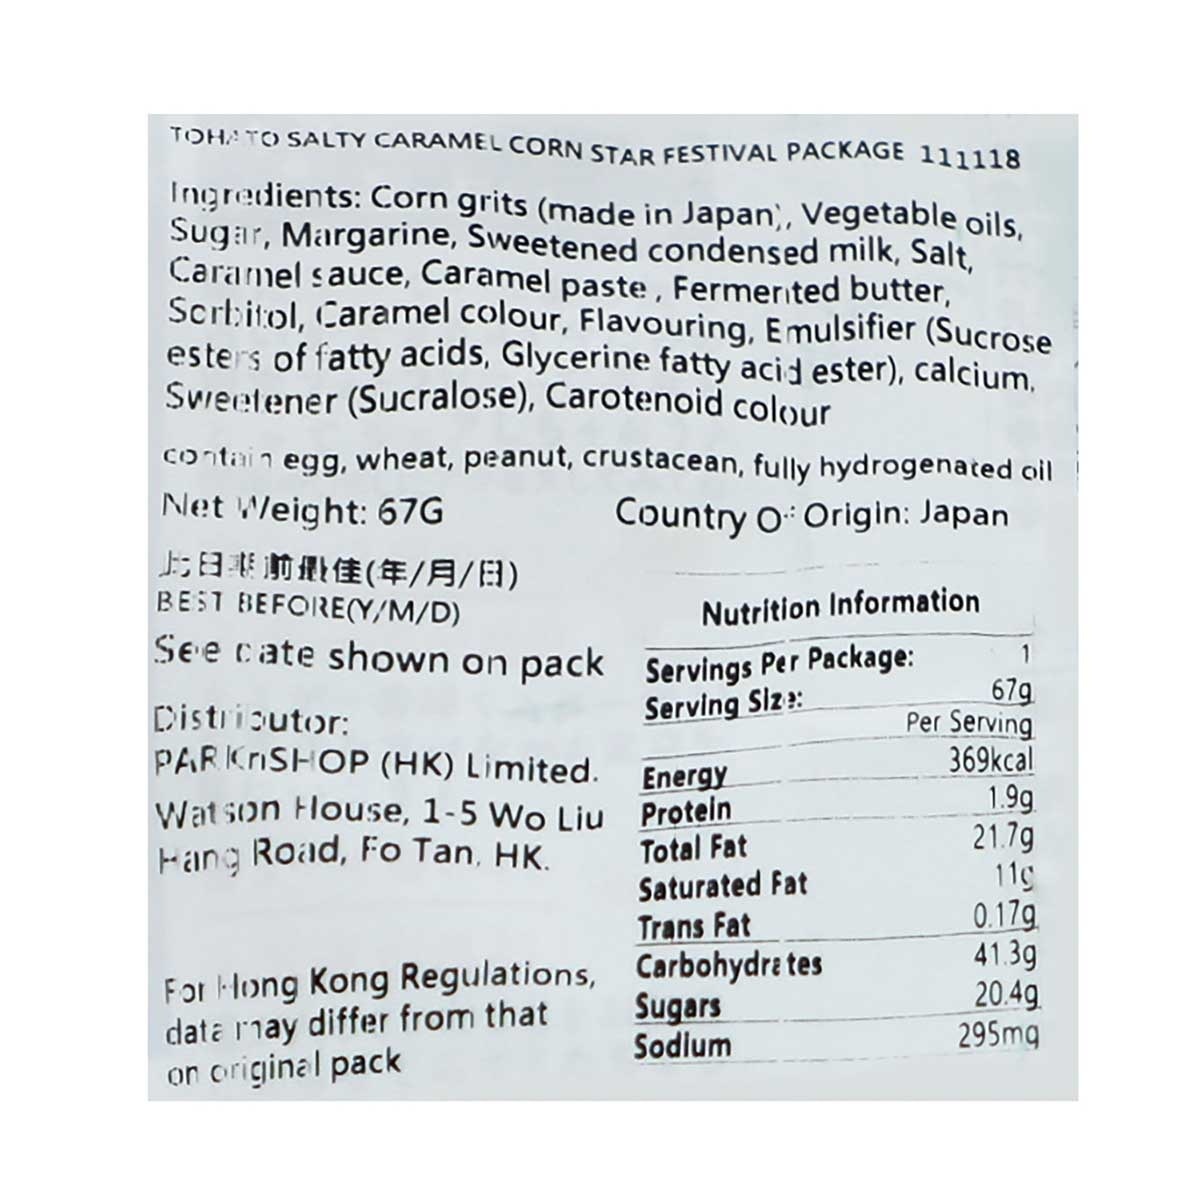 TOHATO SALTY CARAMEL CORN STAR FESTIVAL PACKAGE 111118
Ingredients: Corn grits (made in Japan), Vegetable oils,
Sugar, Margarine, Sweetened condensed milk, Salt,
Caramel sauce, Caramel paste , Fermented butter,
Sorbitol, Caramel colour, Flavouring, Emulsifier (Sucrose
esters of fatty acids, Glycerine fatty acid ester), calcium,
Sweetener (Sucralose), Carotenoid colour
contain egg, wheat, peanut, crustacean, fully hydrogenated oil
Net Weight: 67G
Country Of Origin: Japan
此日期前最佳(年/月/日)
BEST BEFORE(Y/M/D)
See date shown on pack
Distributor:
PARKnSHOP (HK) Limited.
Watson House, 1-5 Wo Liu
Hang Road, Fo Tan, HK.
For Hong Kong Regulations,
data may differ from that
on original pack
Nutrition Information
Servings Per Package: 1
Serving Size: 67g
Per Serving
Energy 369kcal
Protein 1.9g
Total Fat 21.7g
Saturated Fat 11g
Trans Fat 0.17g
Carbohydrates 41.3g
Sugars 20.4g
Sodium 295mg